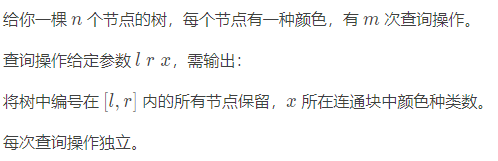 给你一棵 n 个节点的树，每个节点有一种颜色，有 m 次查询操作。
查询操作给定参数 l r x，需输出：
将树中编号在 [l, r] 内的所有节点保留，x 所在连通块中颜色种类数。
每次查询操作独立。